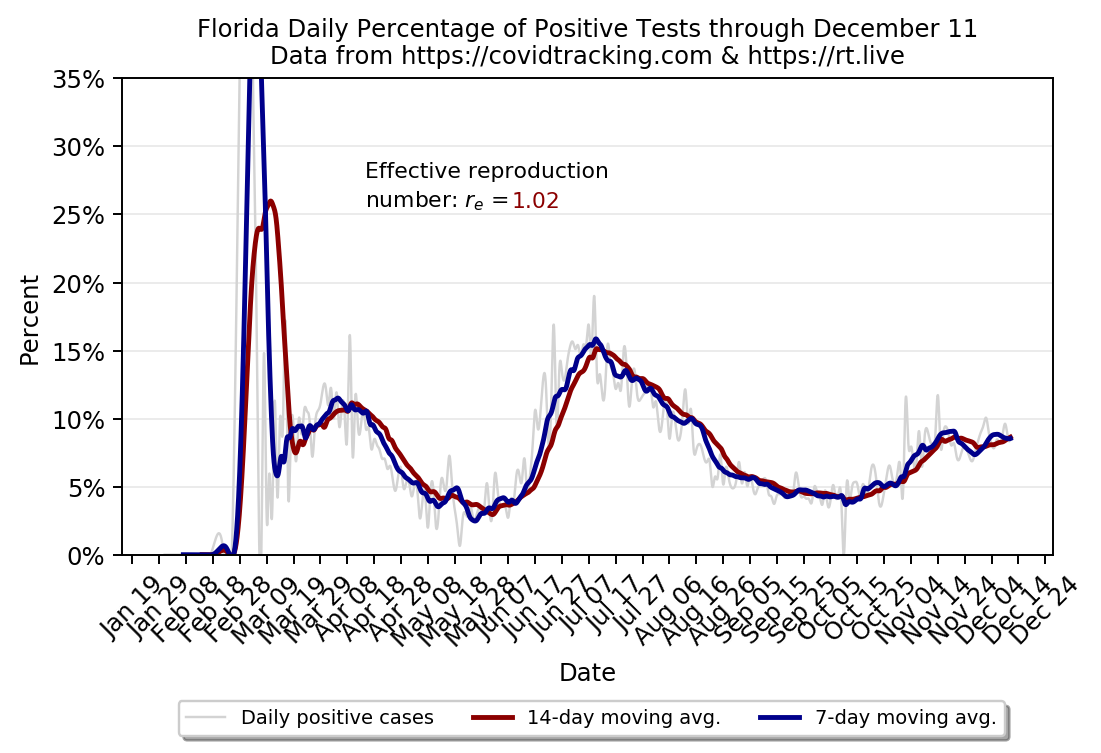 Florida Daily Percentage of Positive Tests through December 11
Data from https://covidtracking.com & https://rt.live
35%
30%
25%
20%
15%
10%
5%
0%
Percent
Effective reproduction
number: rₑ = 1.02
Jan 19
Jan 29
Feb 08
Feb 18
Feb 28
Mar 09
Mar 19
Mar 29
Apr 08
Apr 18
Apr 28
May 08
May 18
May 28
Jun 07
Jun 17
Jun 27
Jul 07
Jul 17
Jul 27
Aug 06
Aug 16
Aug 26
Sep 05
Sep 15
Sep 25
Oct 05
Oct 15
Oct 25
Nov 04
Nov 14
Nov 24
Dec 04
Dec 14
Dec 24
Date
Daily positive cases
14-day moving avg.
7-day moving avg.